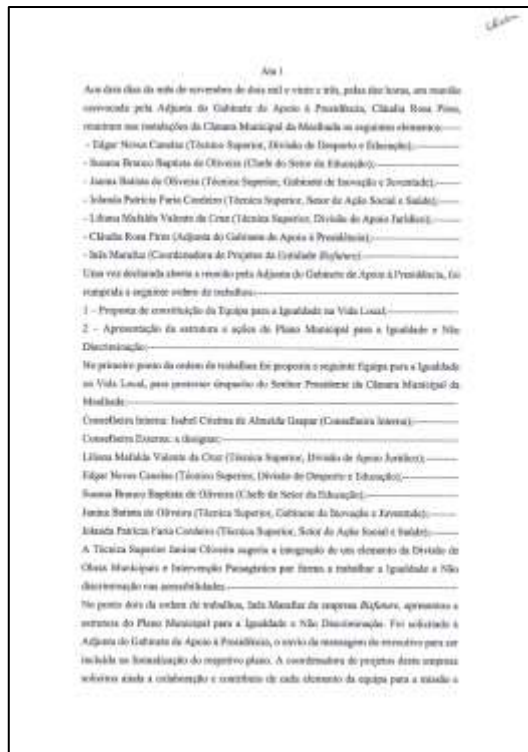 Ata 1
Aos dois dias do mês de novembro de dois mil e vinte e três, pelas dez horas, em reunião
convocada pela Adjunta do Gabinete de Apoio à Presidência, Cláudia Rosa Pires,
reuniram nas instalações da Câmara Municipal da Mealhada os seguintes elementos:
- Edgar Neves Canelas (Técnico Superior, Divisão de Desporto e Educação);
- Susana Branco Baptista de Oliveira (Chefe do Setor da Educação);
- Janina Batista de Oliveira (Técnica Superior, Gabinete de Inovação e Juventude);
- Iolanda Patrícia Faria Cordeiro (Técnica Superior, Setor de Ação Social e Saúde);
- Liliana Mafalda Valente da Cruz (Técnica Superior, Divisão de Apoio Jurídico);
- Cláudia Rosa Pires (Adjunta do Gabinete de Apoio à Presidência);
- Inês Marafuz (Coordenadora de Projetos da Entidade Bizfuturo)
Uma vez declarada aberta a reunião pela Adjunta do Gabinete de Apoio à Presidência, foi
cumprida a seguinte ordem de trabalhos:
1 – Proposta de constituição da Equipa para a Igualdade na Vida Local;
2 – Apresentação da estrutura e ações do Plano Municipal para a Igualdade e Não
Discriminação;
No primeiro ponto da ordem de trabalhos foi proposta a seguinte Equipa para a Igualdade
na Vida Local, para posterior despacho do Senhor Presidente da Câmara Municipal da
Mealhada:
Conselheira Interna: Isabel Cristina de Almeida Gaspar (Conselheira Interna);
Conselheira Externa: a designar;
Liliana Mafalda Valente da Cruz (Técnica Superior, Divisão de Apoio Jurídico);
Edgar Neves Canelas (Técnico Superior, Divisão de Desporto e Educação);
Susana Branco Baptista de Oliveira (Chefe do Setor da Educação);
Janina Batista de Oliveira (Técnica Superior, Gabinete de Inovação e Juventude);
Iolanda Patrícia Faria Cordeiro (Técnica Superior, Setor de Ação Social e Saúde);
A Técnica Superior Janine Oliveira sugeriu a integração de um elemento da Divisão de
Obras Municipais e Intervenção Paisagística por forma a trabalhar a Igualdade e Não
discriminação nas acessibilidades;
No ponto dois da ordem de trabalhos, Inês Marafuz da empresa Bizfuturo, apresentou a
estrutura do Plano Municipal para a Igualdade e Não Discriminação. Foi solicitado à
Adjunta do Gabinete de Apoio à Presidência, o envio da mensagem do executivo para ser
incluída na formalização do respetivo plano. A coordenadora de projetos desta empresa
solicitou ainda a colaboração e contributo de cada elemento da equipa para a missão e